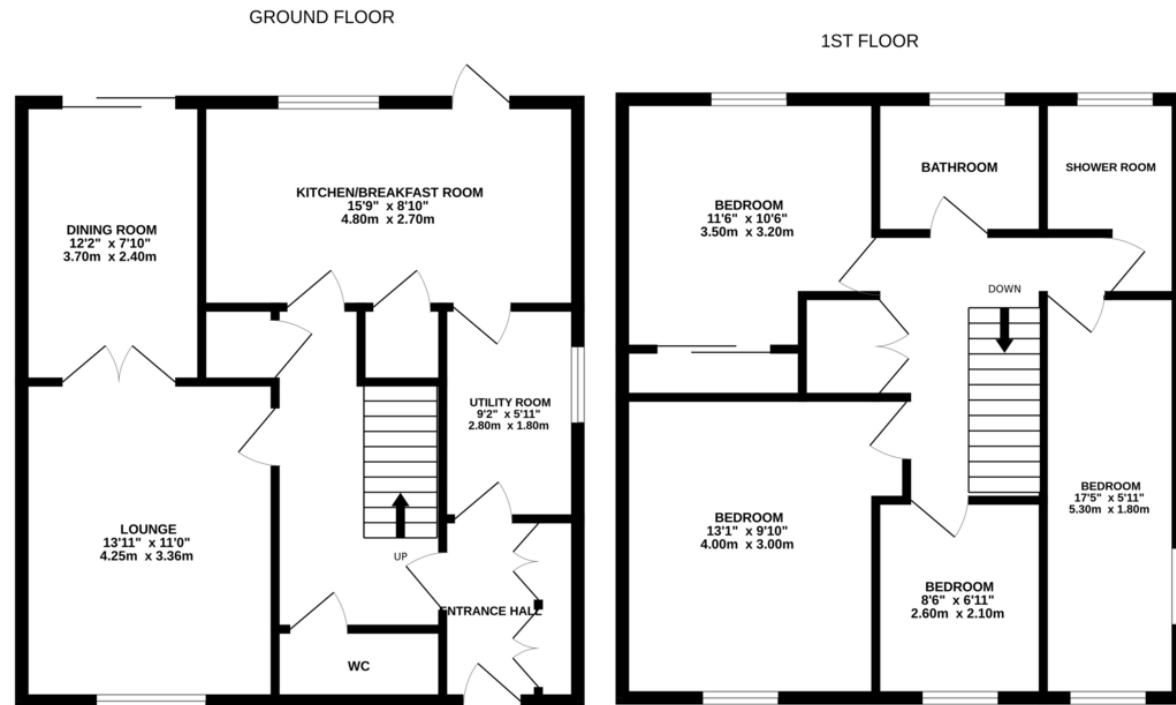 GROUND FLOOR
KITCHEN/BREAKFAST ROOM
15'9" x 8'10"
4.80m x 2.70m
DINING ROOM
12'2" x 7'10"
3.70m x 2.40m
UTILITY ROOM
9'2" x 5'11"
2.80m x 1.80m
LOUNGE
13'11" x 11'0"
4.25m x 3.36m
UP
ENTRANCE HALL
WC
1ST FLOOR
BATHROOM
SHOWER ROOM
BEDROOM
11'6" x 10'6"
3.50m x 3.20m
DOWN
BEDROOM
17'5" x 5'11"
5.30m x 1.80m
BEDROOM
13'1" x 9'10"
4.00m x 3.00m
BEDROOM
8'6" x 6'11"
2.60m x 2.10m